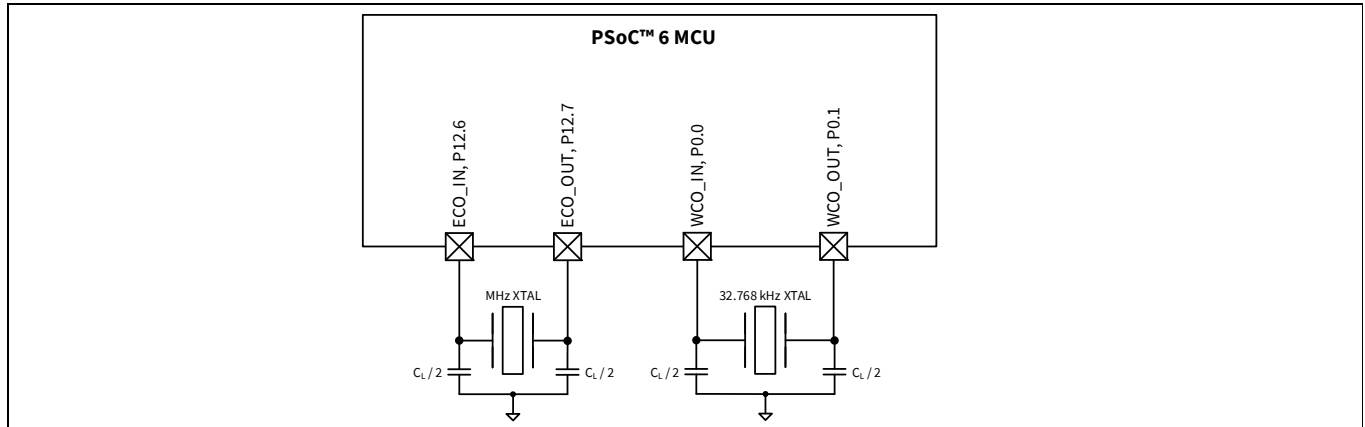 PSoC™ 6 MCU
ECO_IN, P12.6
ECO_OUT, P12.7
WCO_IN, P0.0
WCO_OUT, P0.1
MHz XTAL
32.768 kHz XTAL
CL / 2
CL / 2
CL / 2
CL / 2